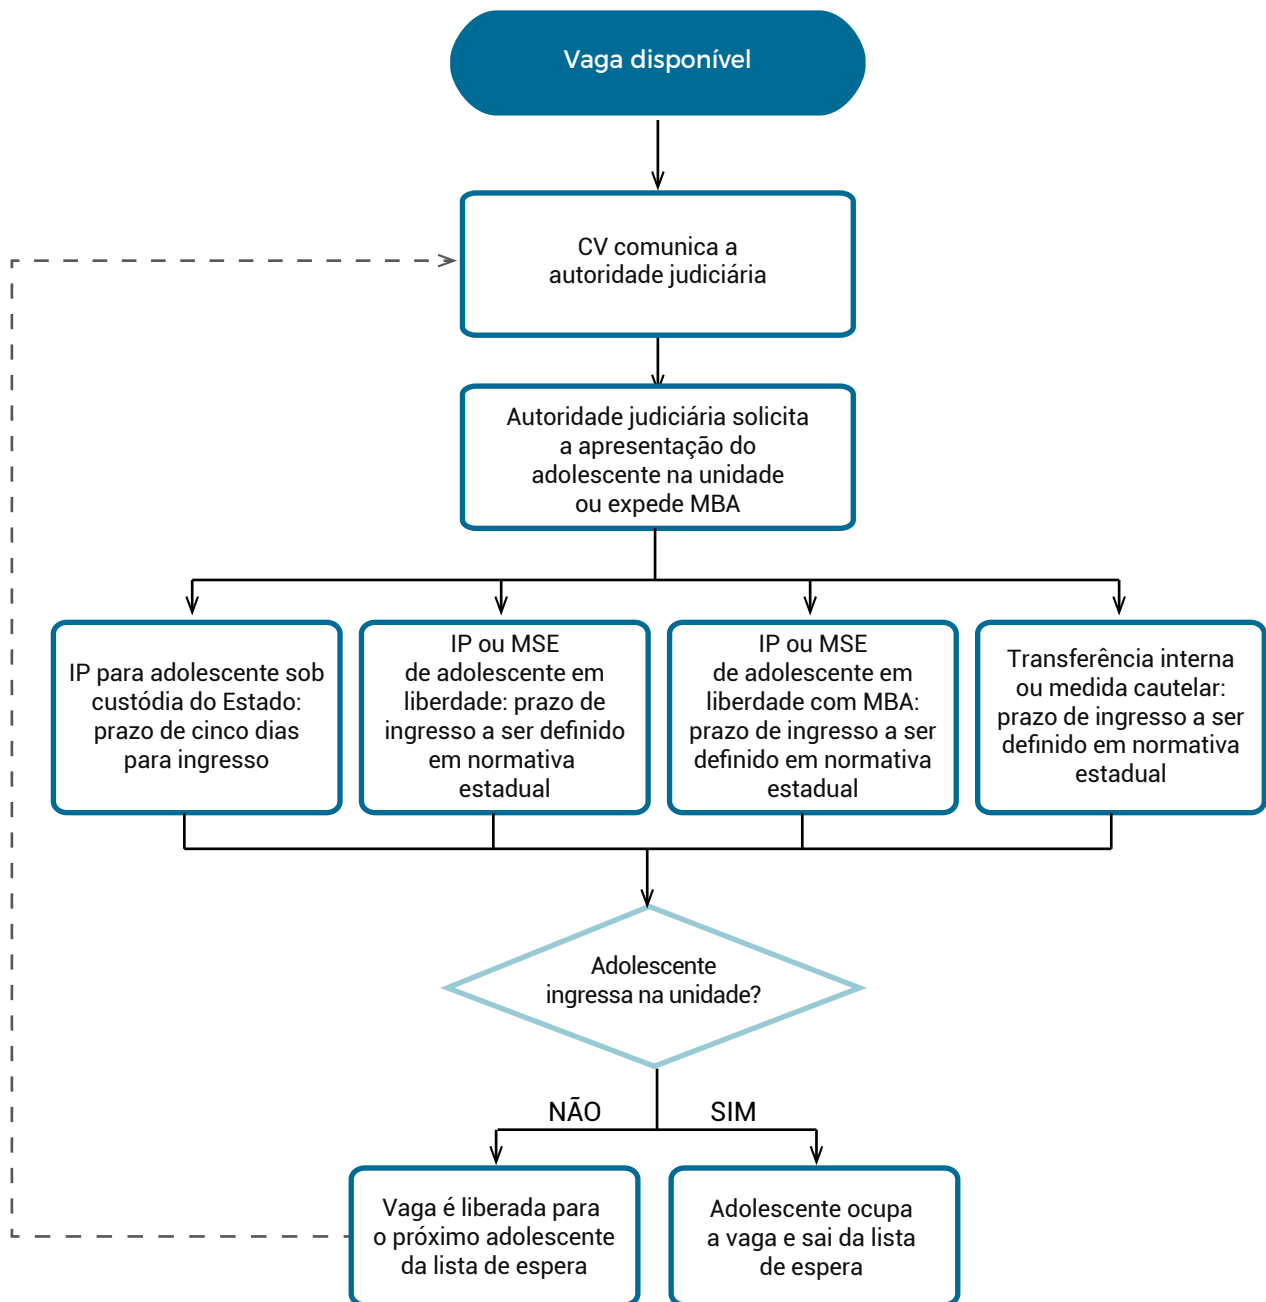 Vaga disponível
CV comunica a
autoridade judiciária
Autoridade judiciária solicita
a apresentação do
adolescente na unidade
ou expede MBA
IP para adolescente sob
custódia do Estado:
prazo de cinco dias
para ingresso
IP ou MSE
de adolescente em
liberdade: prazo de
ingresso a ser definido
em normativa
estadual
IP ou MSE
de adolescente em
liberdade com MBA:
prazo de ingresso a ser
definido em normativa
estadual
Transferência interna
ou medida cautelar:
prazo de ingresso a ser
definido em normativa
estadual
Adolescente
ingressa na unidade?
NÃO
SIM
Vaga é liberada para
o próximo adolescente
da lista de espera
Adolescente ocupa
a vaga e sai da lista
de espera